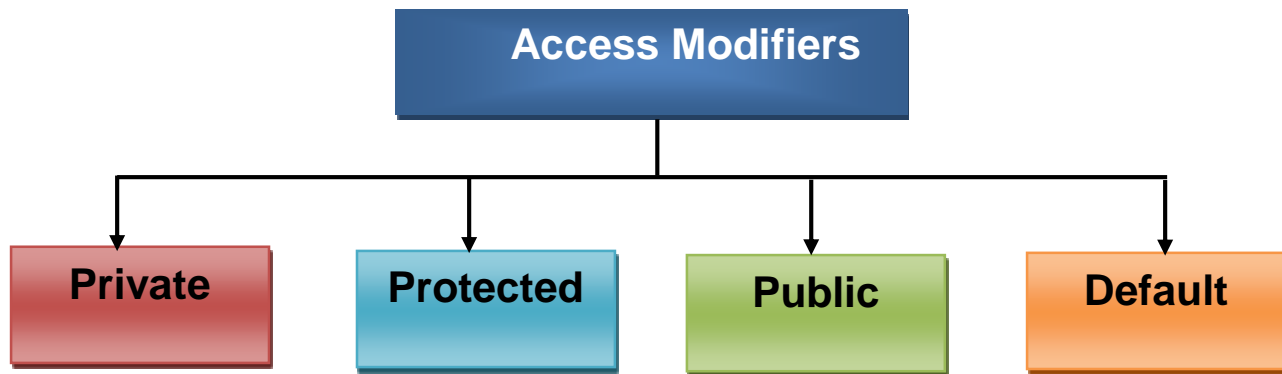 Access Modifiers
Private
Protected
Public
Default